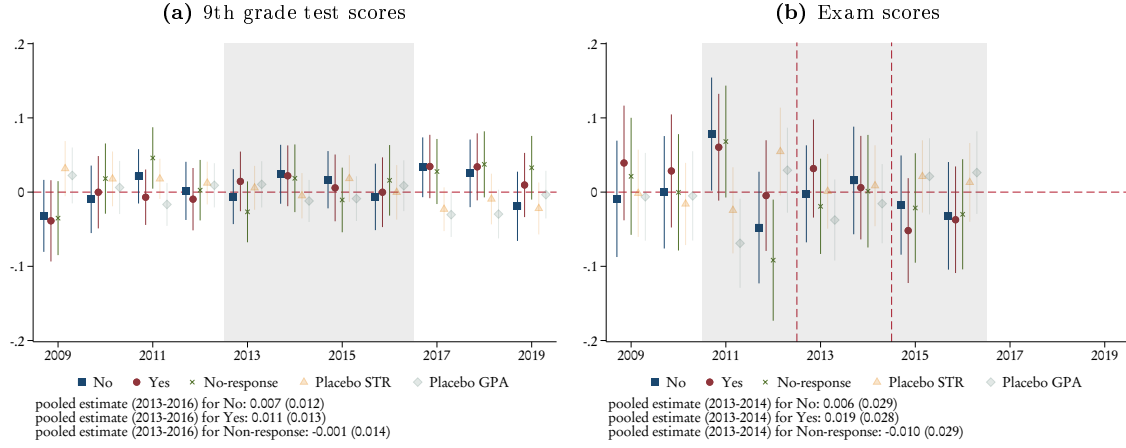 (a) 9th grade test scores
.2
.1
0
-.1
-.2
2009 2011 2013 2015 2017 2019
No Yes No-response Placebo STR Placebo GPA
pooled estimate (2013-2016) for No: 0.007 (0.012)
pooled estimate (2013-2016) for Yes: 0.011 (0.013)
pooled estimate (2013-2016) for Non-response: -0.001 (0.014)
(b) Exam scores
.2
.1
0
-.1
-.2
2009 2011 2013 2015 2017 2019
No Yes No-response Placebo STR Placebo GPA
pooled estimate (2013-2014) for No: 0.006 (0.029)
pooled estimate (2013-2014) for Yes: 0.019 (0.028)
pooled estimate (2013-2014) for Non-response: -0.010 (0.029)